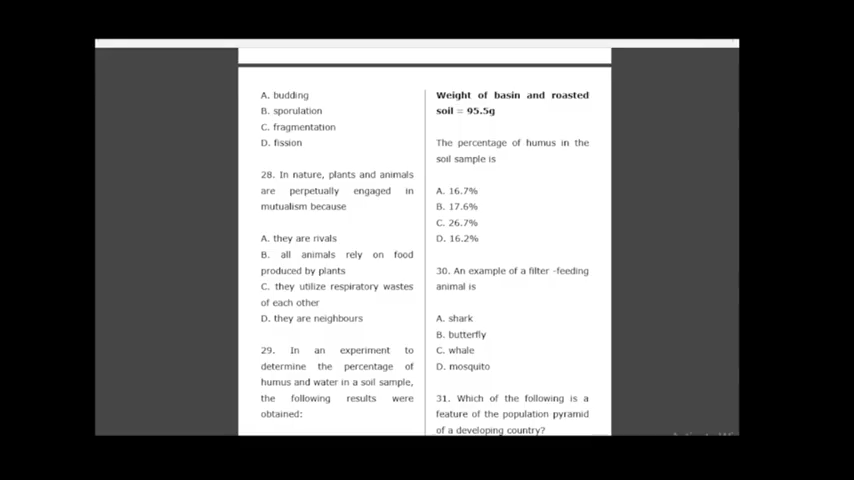 A. budding
B. sporulation
C. fragmentation
D. fission
28. In nature, plants and animals
are perpetually engaged in
mutualism because
A. they are rivals
B. all animals rely on food
produced by plants
C. they utilize respiratory wastes
of each other
D. they are neighbours
29. In an experiment to
determine the percentage of
humus and water in a soil sample,
the following results were
obtained:
Weight of basin and roasted
soil = 95.5g
The percentage of humus in the
soil sample is
A. 16.7%
B. 17.6%
C. 26.7%
D. 16.2%
30. An example of a filter -feeding
animal is
A. shark
B. butterfly
C. whale
D. mosquito
31. Which of the following is a
feature of the population pyramid
of a developing country?